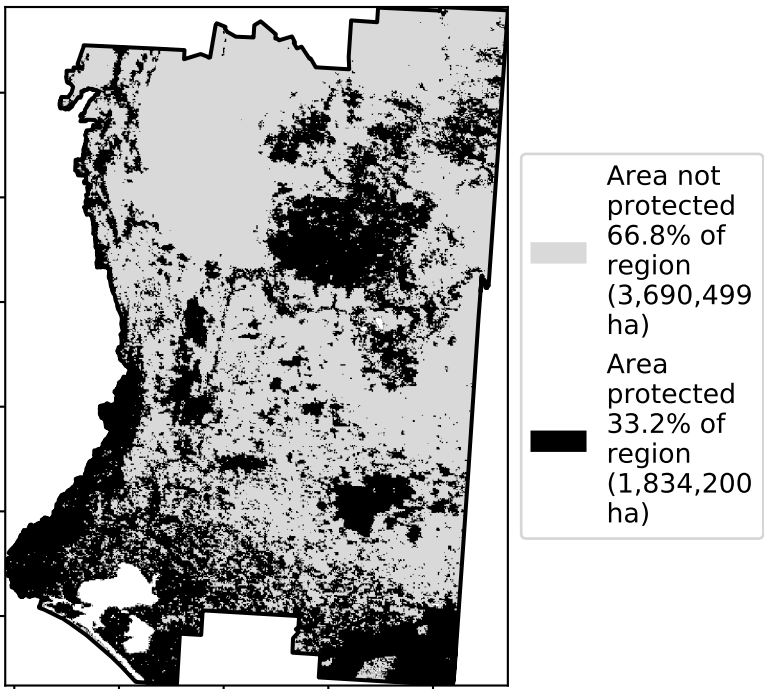 Area not
protected
66.8% of
region
(3,690,499
ha)
Area
protected
33.2% of
region
(1,834,200
ha)